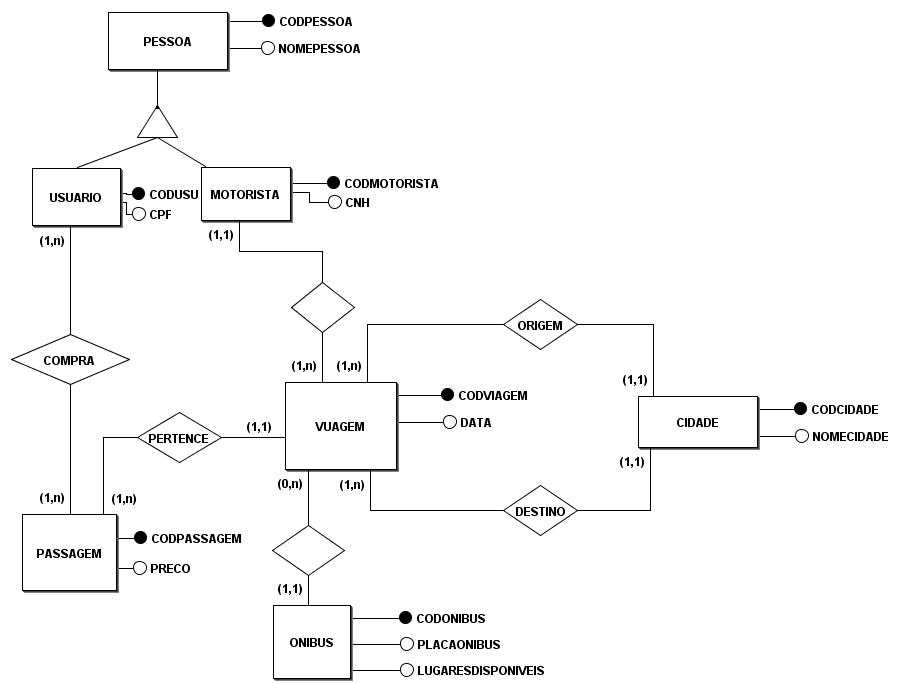 CODPESSOA
PESSOA
NOMEPESSOA
USUARIO
CODUSU
CPF
MOTORISTA
CODMOTORISTA
CNH
(1,n)
(1,1)
ORIGEM
COMPRA
(1,n)
(1,n)
(1,1)
CODVIAGEM
VUAGEM
DATA
CODCIDADE
CIDADE
NOMECIDADE
PERTENCE
(1,1)
(1,1)
(0,n)
(1,n)
(1,n)
(1,n)
DESTINO
CODPASSAGEM
PASSAGEM
PRECO
(1,1)
CODONIBUS
ONIBUS
PLACAONIBUS
LUGARESDISPONIVEIS